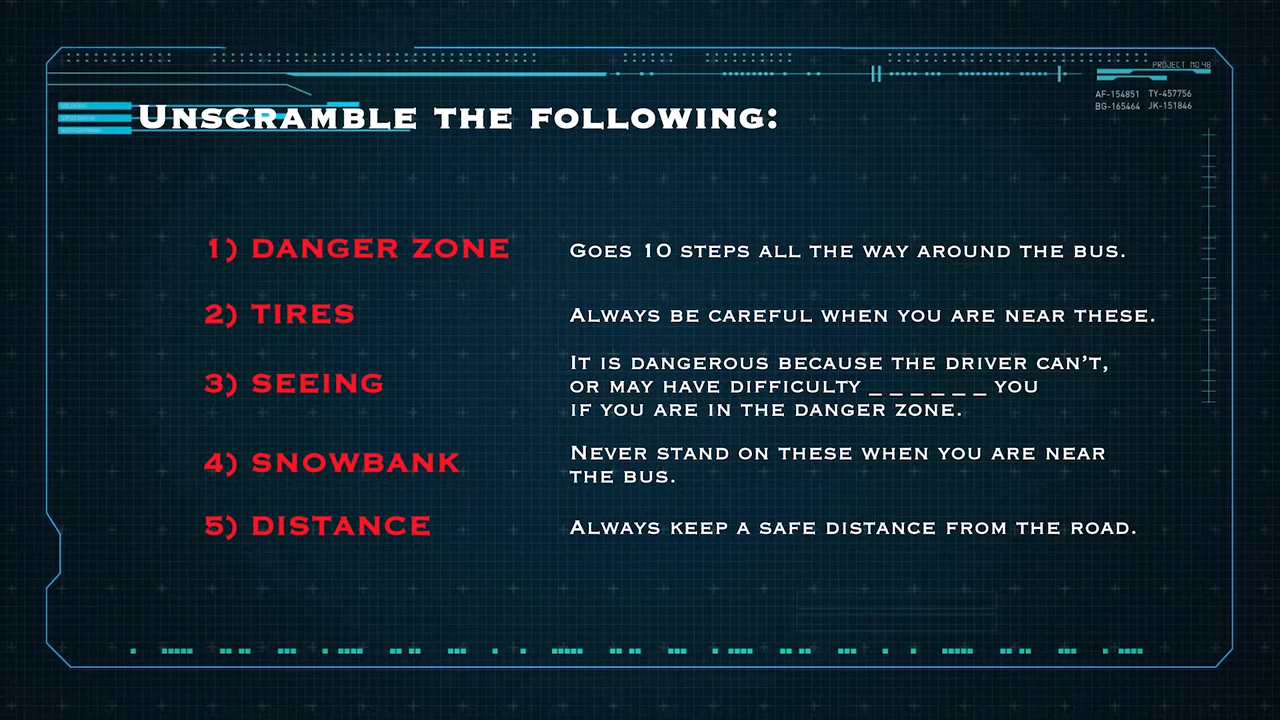 PROJECT MO 48
AF-154851 TY-457756
BG-165464 JK-151846
Unscramble the following:
1) DANGER ZONE
Goes 10 steps all the way around the bus.
2) TIRES
Always be careful when you are near these.
3) SEEING
It is dangerous because the driver can't,
or may have difficulty _ _ _ _ _ _ you
if you are in the danger zone.
4) SNOWBANK
Never stand on these when you are near
the bus.
5) DISTANCE
Always keep a safe distance from the road.